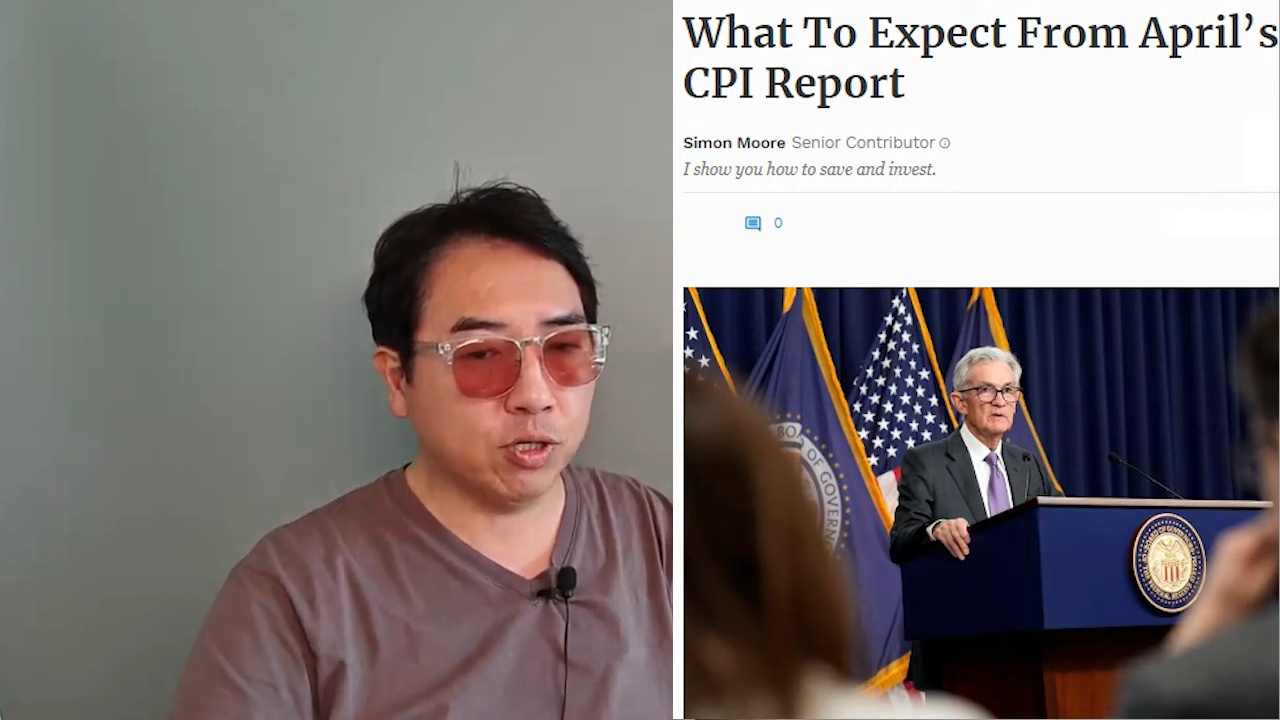 What To Expect From April’s
CPI Report
Simon Moore Senior Contributor
I show you how to save and invest.
0